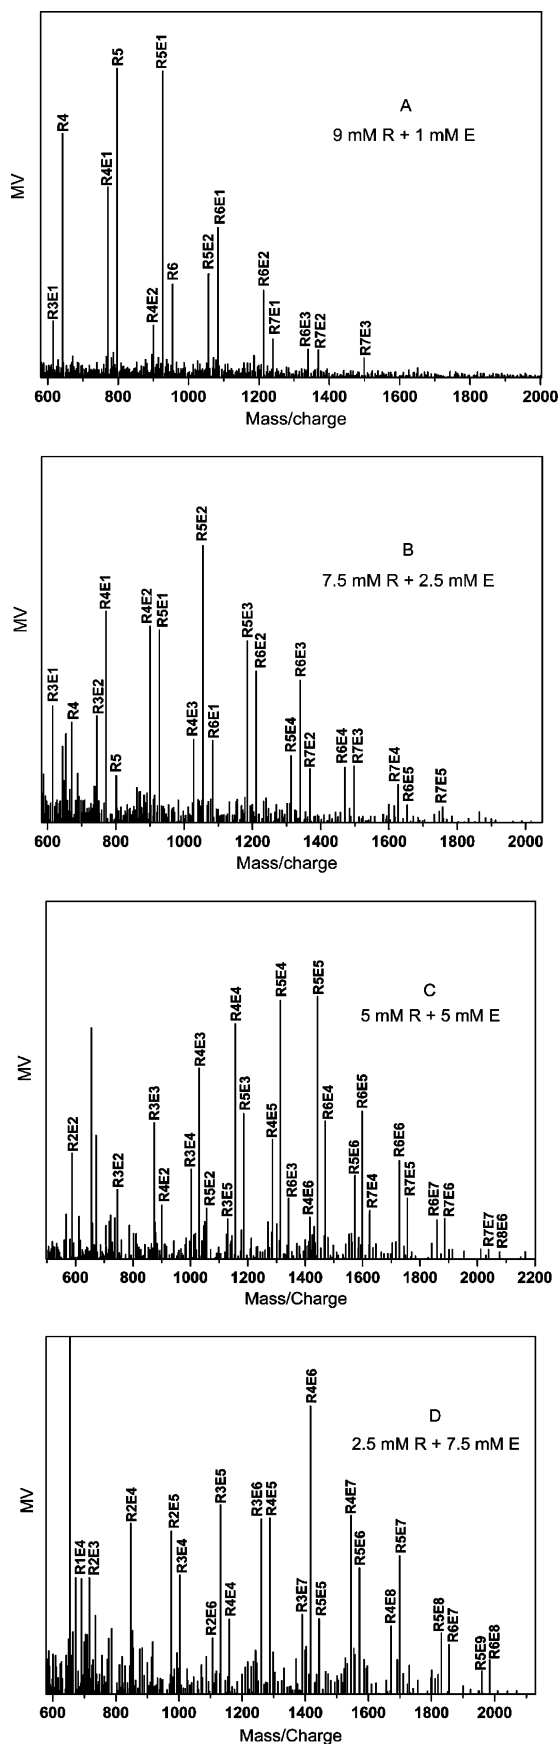 A
9 mM R + 1 mM E
MV
R3E1
R4
R4E1
R5
R4E2
R5E1
R6
R5E2
R6E1
R6E2
R7E1
R6E3
R7E2
R7E3
600 800 1000 1200 1400 1600 1800 2000
Mass/charge
B
7.5 mM R + 2.5 mM E
MV
R3E1
R4
R3E2
R4E1
R5
R4E2
R5E1
R4E3
R5E2
R6E1
R5E3
R6E2
R5E4
R6E3
R7E2
R6E4
R7E3
R7E4
R6E5
R7E5
600 800 1000 1200 1400 1600 1800 2000
Mass/charge
C
5 mM R + 5 mM E
MV
R2E2
R3E2
R3E3
R4E2
R3E4
R4E3
R5E2
R3E5
R4E4
R5E3
R4E5
R5E4
R6E3
R4E6
R5E5
R6E4
R5E6
R6E5
R7E4
R6E6
R7E5
R6E7
R7E6
R7E7
R8E6
600 800 1000 1200 1400 1600 1800 2000 2200
Mass/Charge
D
2.5 mM R + 7.5 mM E
MV
R1E4
R2E3
R2E4
R2E5
R3E4
R2E6
R3E5
R4E4
R3E6
R4E5
R3E7
R4E6
R5E5
R4E7
R5E6
R4E8
R5E7
R5E8
R6E7
R5E9
R6E8
600 800 1000 1200 1400 1600 1800 2000
Mass/Charge